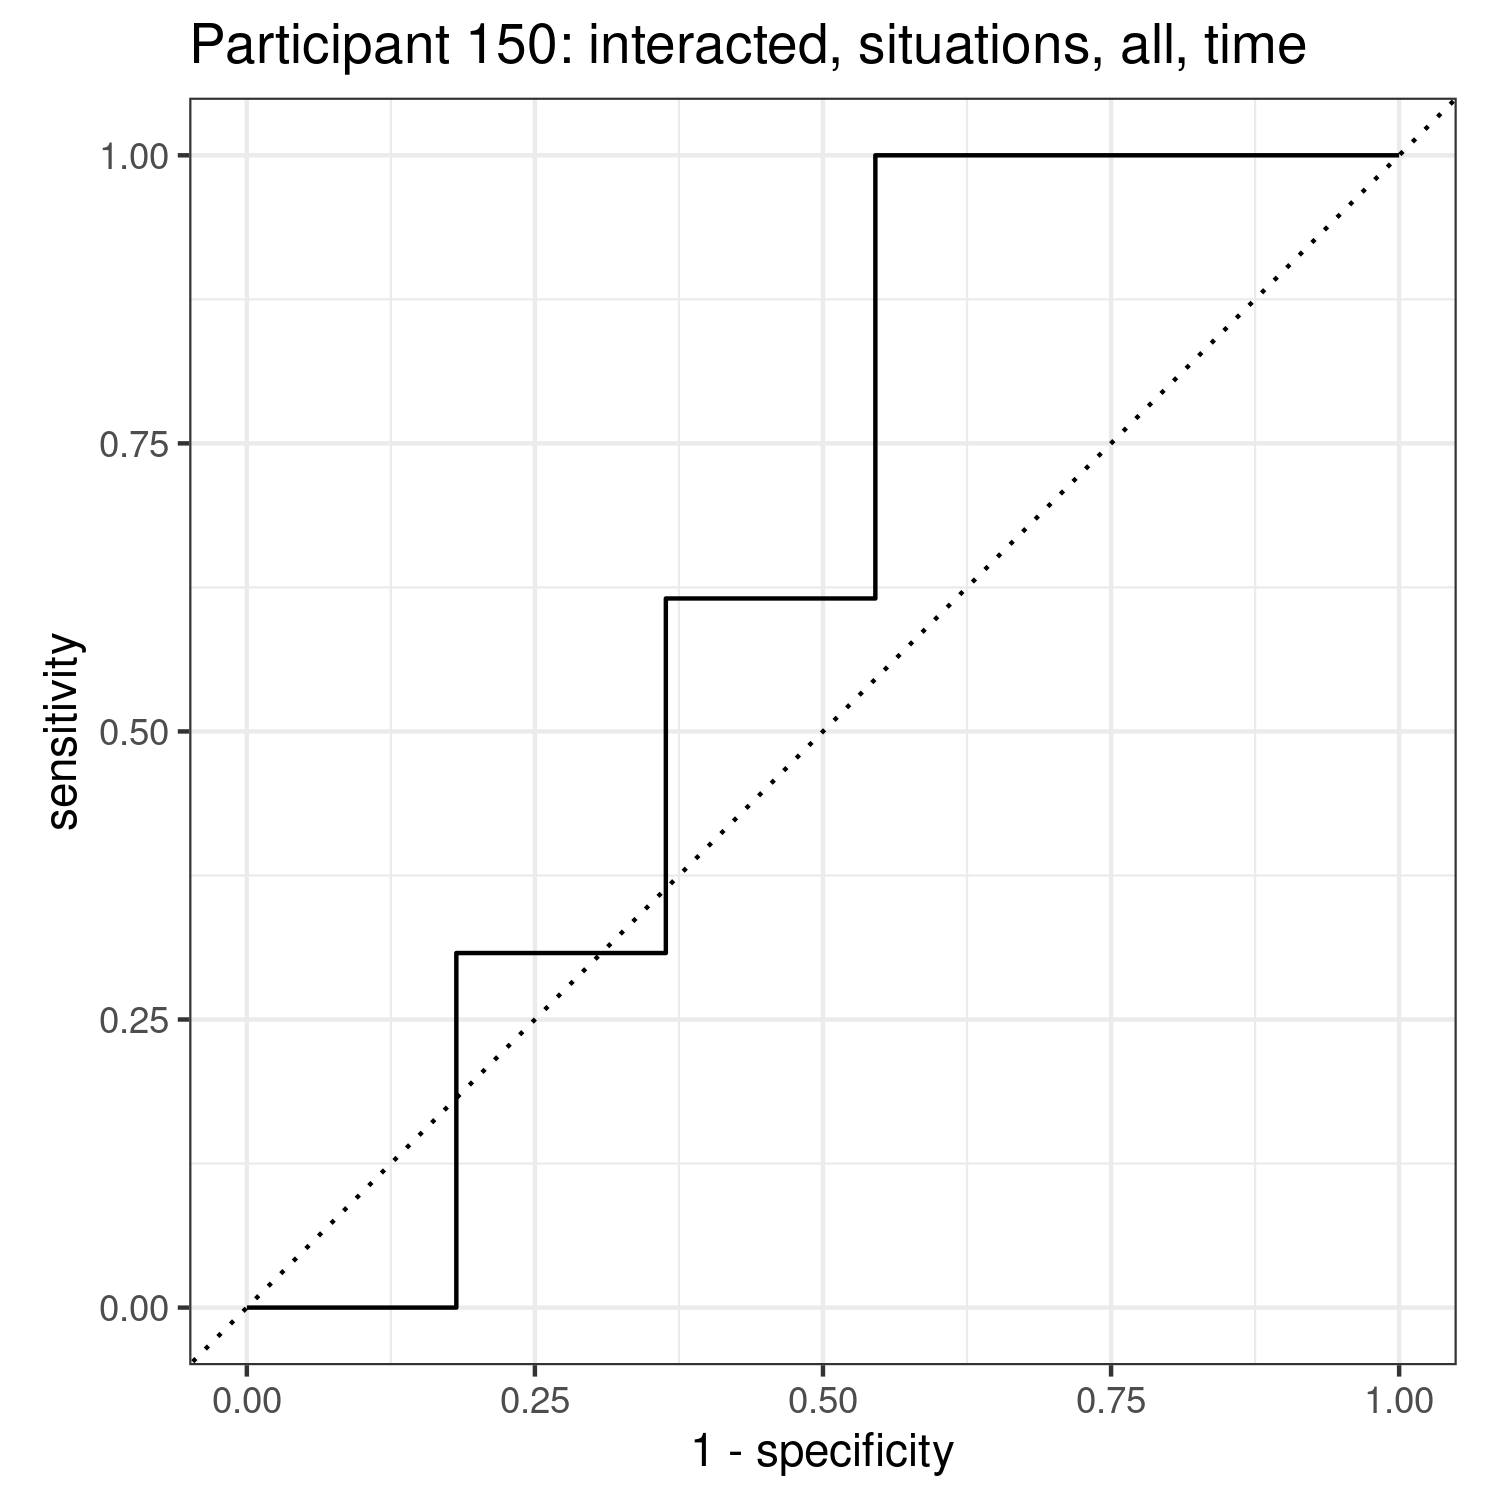 Participant 150: interacted, situations, all, time
1.00
0.75
0.50
0.25
0.00
sensitivity
0.00 0.25 0.50 0.75 1.00
1 - specificity